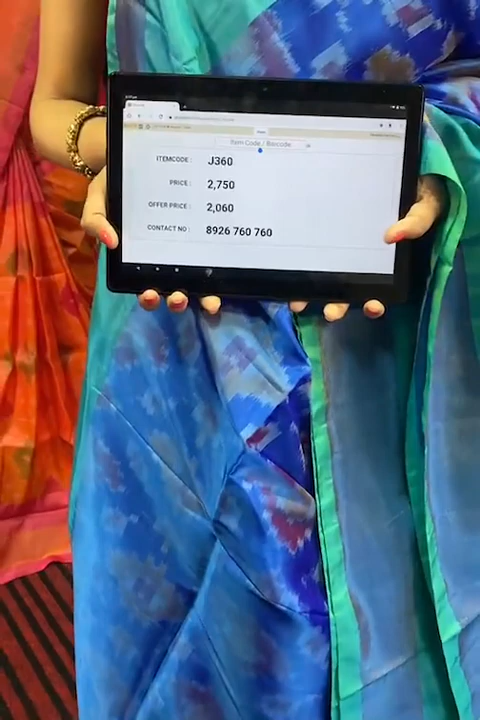 Item Code / Barcode
ITEMCODE : J360
PRICE : 2,750
OFFER PRICE : 2,060
CONTACT NO : 8926 760 760